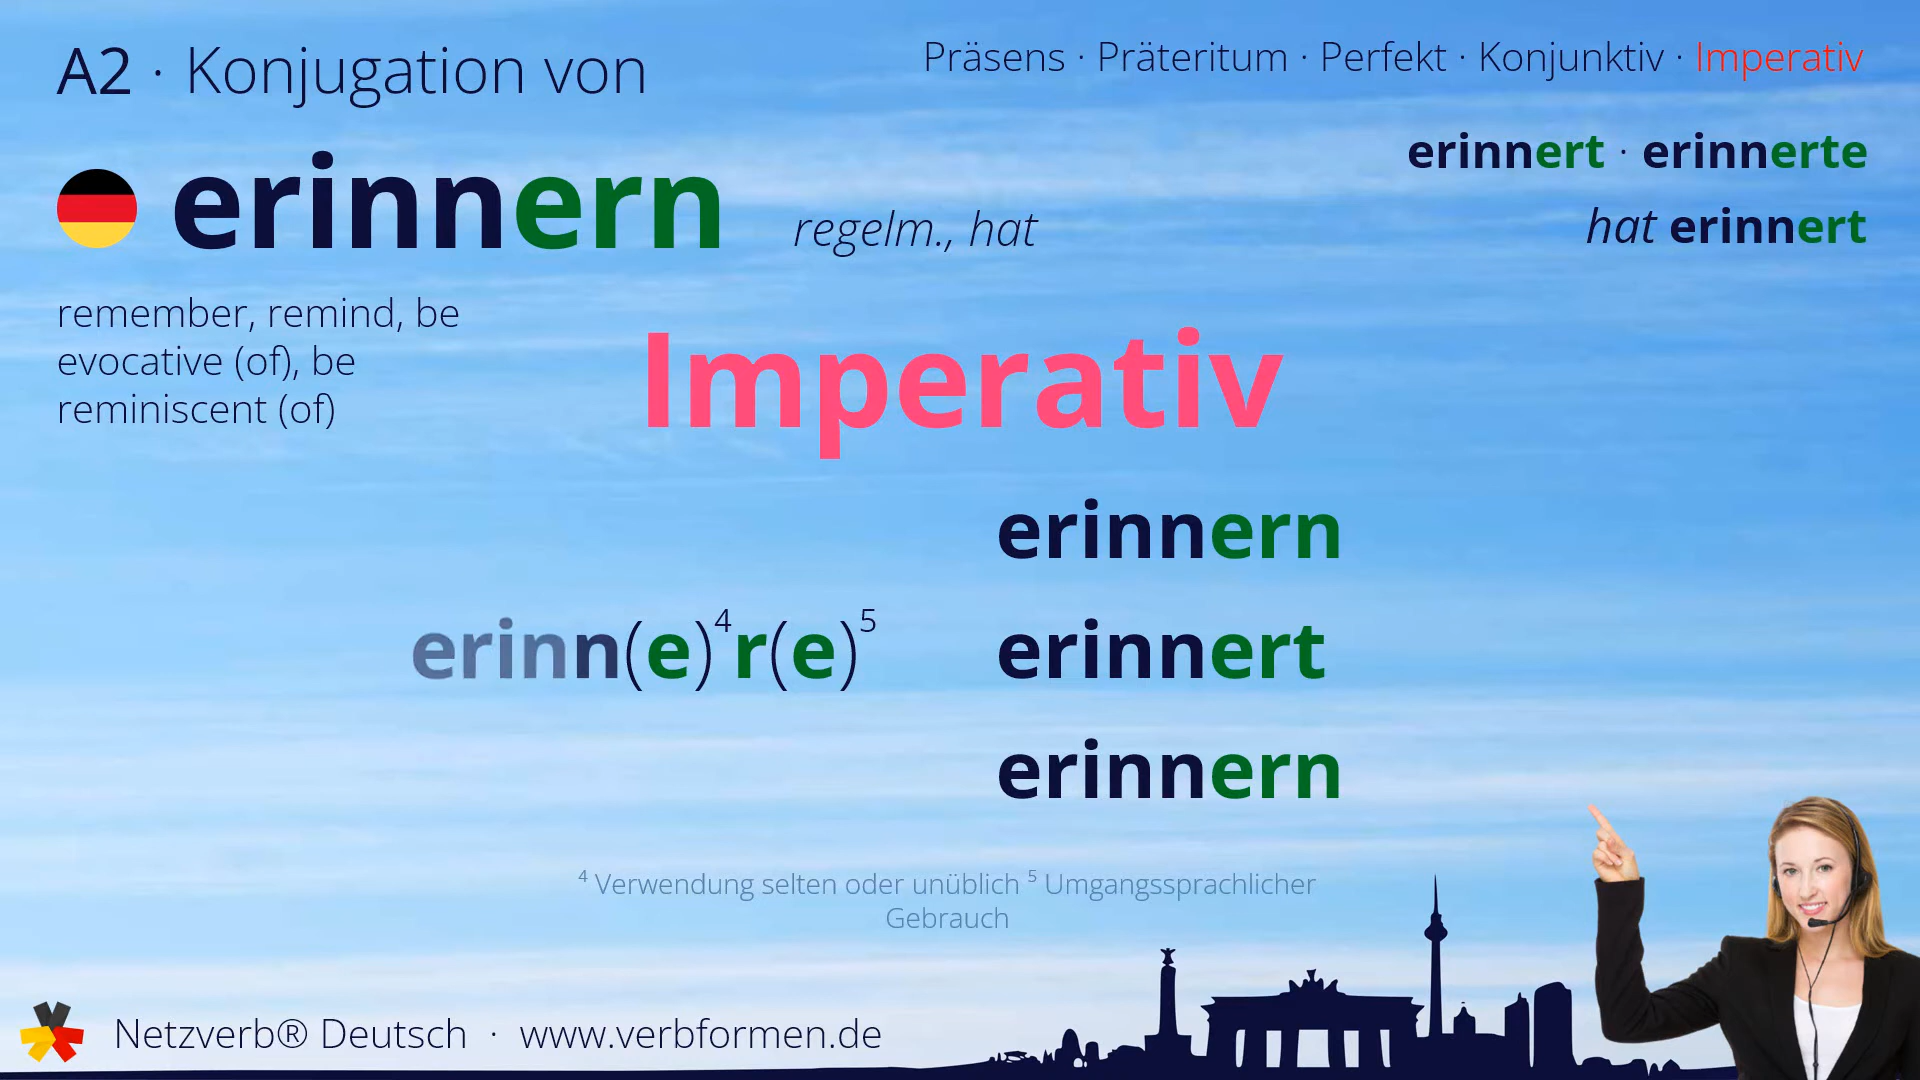 A2 · Konjugation von
Präsens · Präteritum · Perfekt · Konjunktiv · Imperativ
erinnern
regelm., hat
erinnert · erinnerte
hat erinnert
remember, remind, be
evocative (of), be
reminiscent (of)
Imperativ
erinnern
erinn(e)⁴r(e)⁵ erinnert
erinnern
⁴ Verwendung selten oder unüblich ⁵ Umgangssprachlicher
Gebrauch
Netzverb® Deutsch · www.verbformen.de